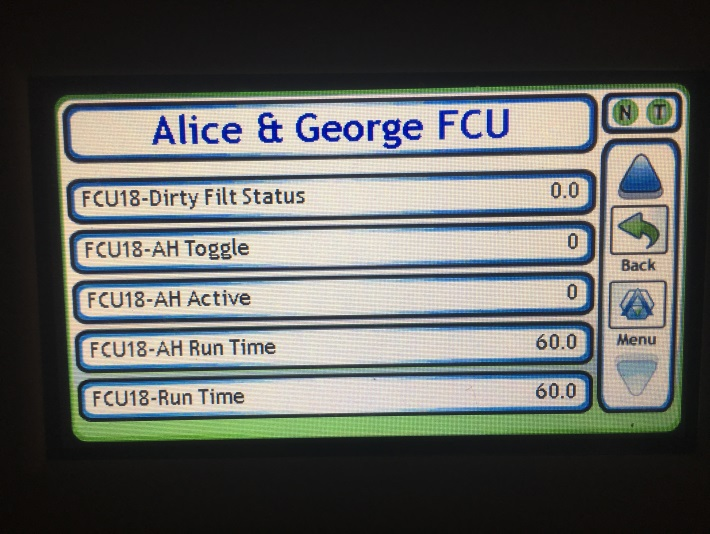 Alice & George FCU
N T
FCU18-Dirty Filt Status 0.0
FCU18-AH Toggle 0
FCU18-AH Active 0
FCU18-AH Run Time 60.0
FCU18-Run Time 60.0
Back
Menu